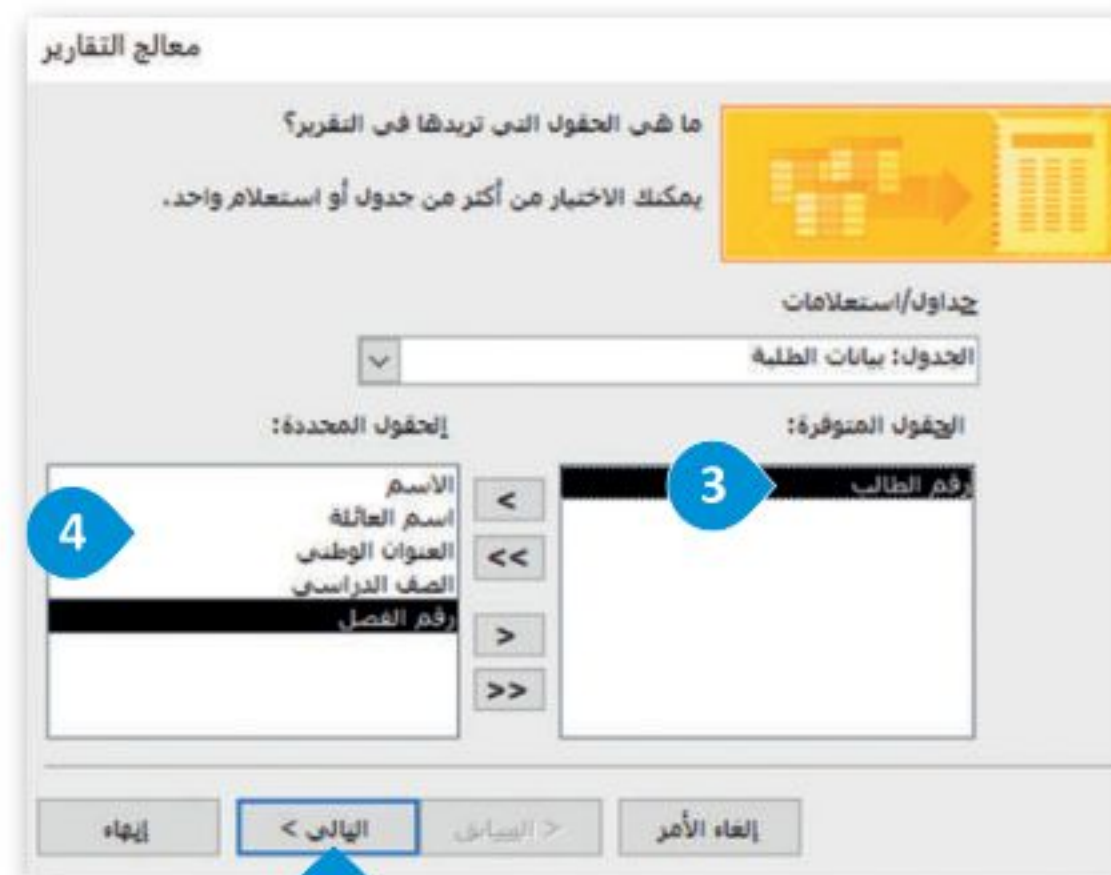 معالج التقارير
ما هي الحقول التي تريدها في التقرير؟
يمكنك الاختيار من أكثر من جدول أو استعلام واحد.
جداول/استعلامات
الجدول: بيانات الطلبة
الحقول المتوفرة:
الحقول المحددة:
رقم الطالب
3
>
>>
<
<<
الاسم
اسم العائلة
العنوان الوطني
الصف الدراسي
رقم الفصل
4
إلغاء الأمر
< السابق
التالي >
إنهاء